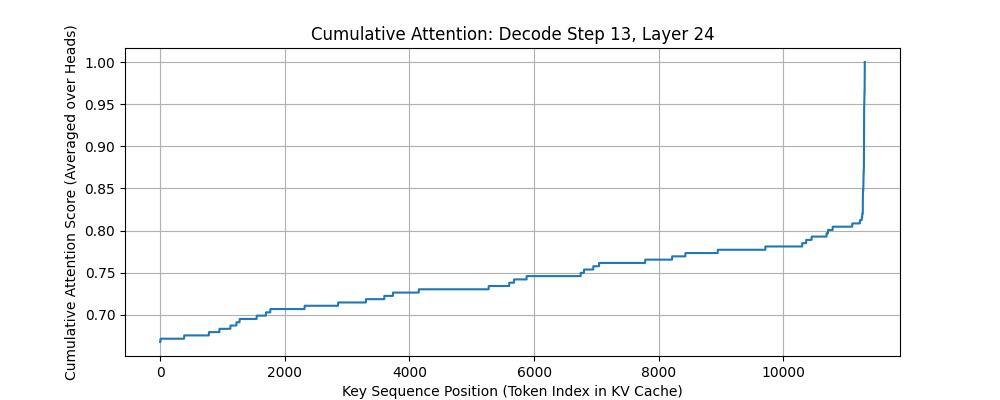 Cumulative Attention: Decode Step 13, Layer 24
Cumulative Attention Score (Averaged over Heads)
1.00
0.95
0.90
0.85
0.80
0.75
0.70
0 2000 4000 6000 8000 10000
Key Sequence Position (Token Index in KV Cache)